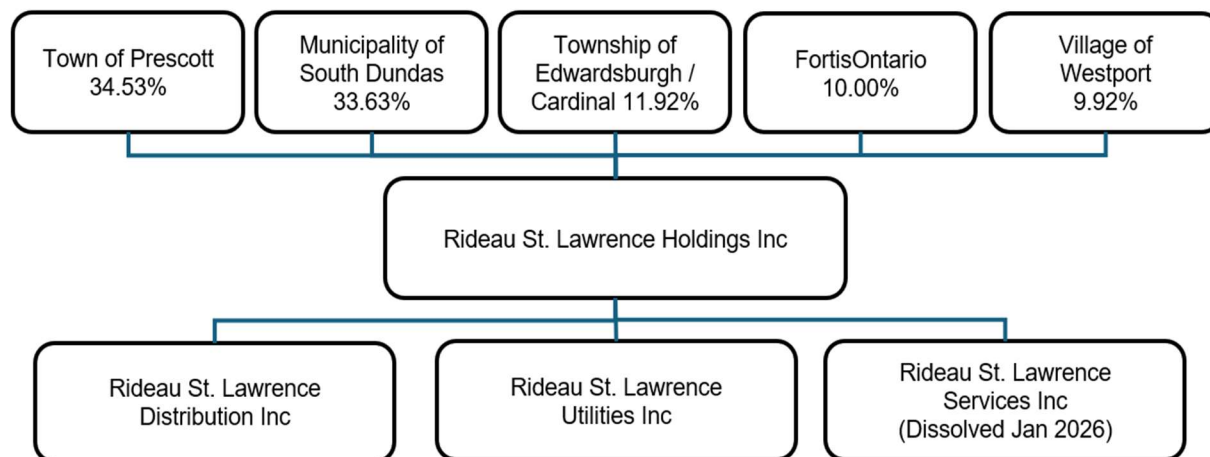 Town of Prescott
34.53%
Municipality of
South Dundas
33.63%
Township of
Edwardsburgh /
Cardinal 11.92%
FortisOntario
10.00%
Village of
Westport
9.92%
Rideau St. Lawrence Holdings Inc
Rideau St. Lawrence
Distribution Inc
Rideau St. Lawrence
Utilities Inc
Rideau St. Lawrence
Services Inc
(Dissolved Jan 2026)